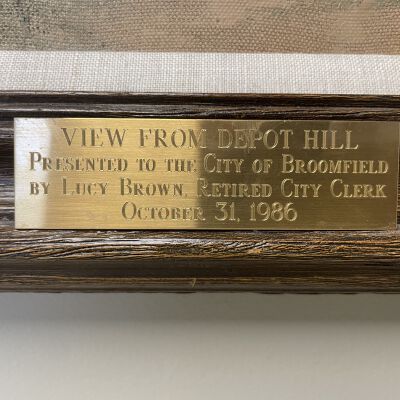 VIEW FROM DEPOT HILL
PRESENTED TO THE CITY OF BROOMFIELD
BY LUCY BROWN, RETIRED CITY CLERK
OCTOBER 31, 1986